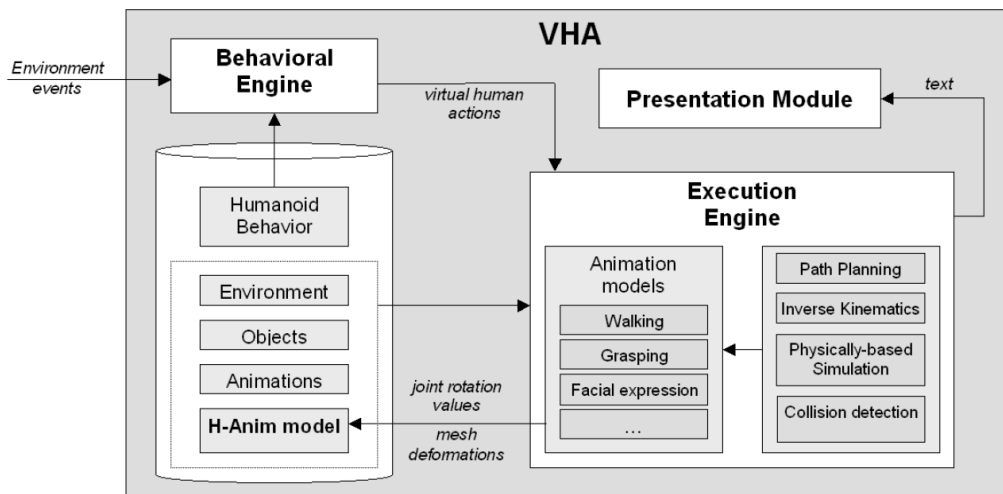 VHA
Environment
events
Behavioral
Engine
virtual human
actions
Presentation Module
text
Humanoid
Behavior
Environment
Objects
Animations
H-Anim model
joint rotation
values
mesh
deformations
Execution
Engine
Animation
models
Walking
Grasping
Facial expression
...
Path Planning
Inverse Kinematics
Physically-based
Simulation
Collision detection